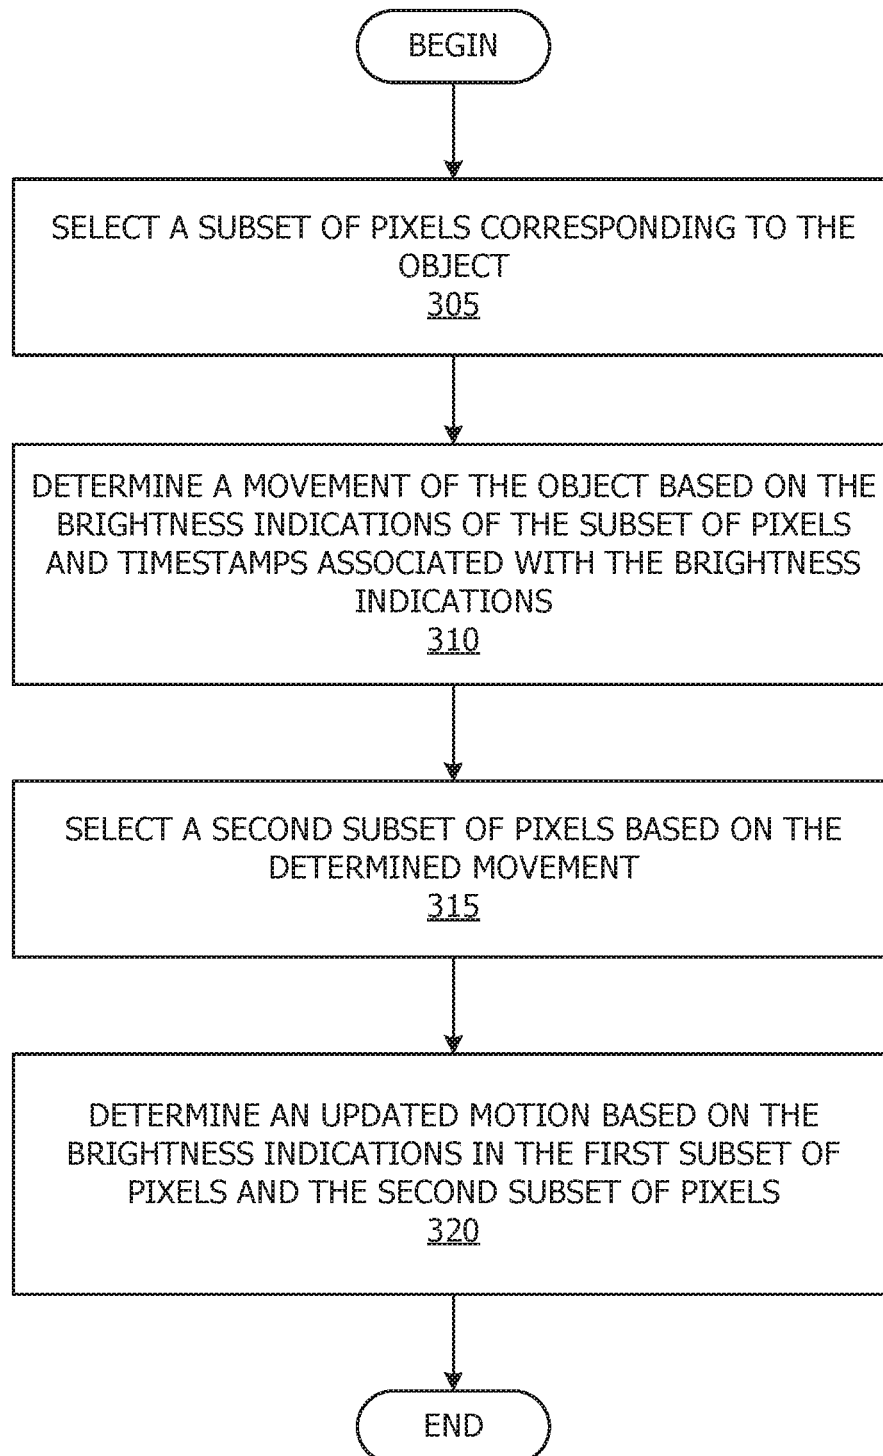 BEGIN
SELECT A SUBSET OF PIXELS CORRESPONDING TO THE
OBJECT
305
DETERMINE A MOVEMENT OF THE OBJECT BASED ON THE
BRIGHTNESS INDICATIONS OF THE SUBSET OF PIXELS
AND TIMESTAMPS ASSOCIATED WITH THE BRIGHTNESS
INDICATIONS
310
SELECT A SECOND SUBSET OF PIXELS BASED ON THE
DETERMINED MOVEMENT
315
DETERMINE AN UPDATED MOTION BASED ON THE
BRIGHTNESS INDICATIONS IN THE FIRST SUBSET OF
PIXELS AND THE SECOND SUBSET OF PIXELS
320
END